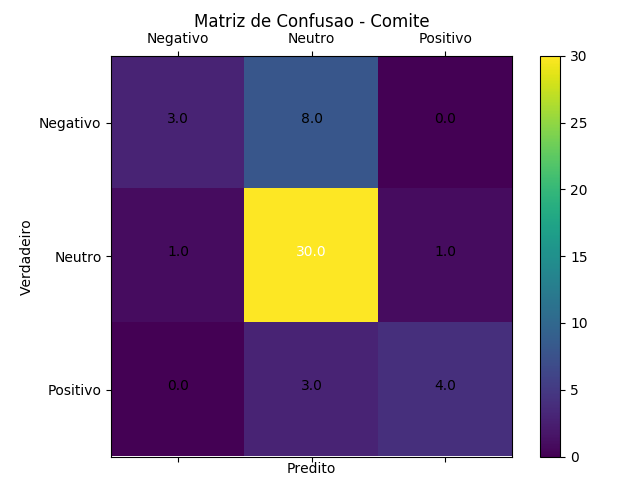 Matriz de Confusao - Comite
Negativo Neutro Positivo
Negativo 3.0 8.0 0.0
Neutro 1.0 30.0 1.0
Positivo 0.0 3.0 4.0
Verdadeiro
Predito
30
25
20
15
10
5
0